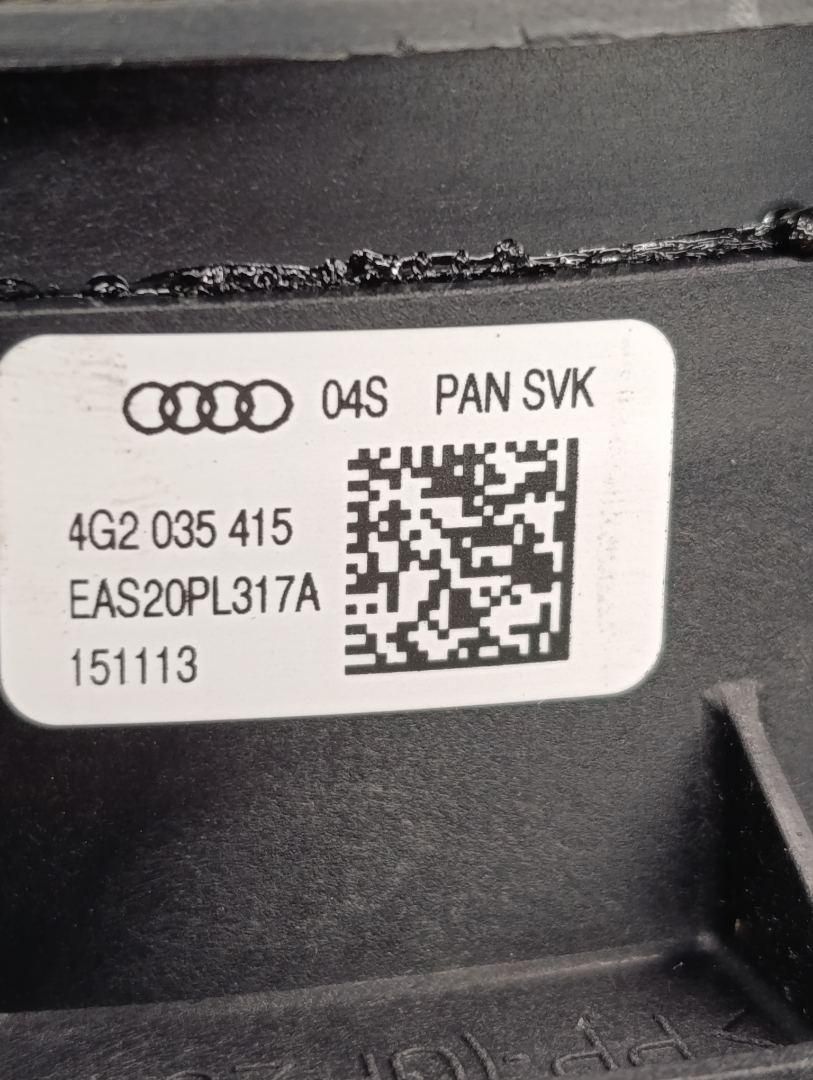 04S PAN SVK
4G2 035 415
EAS20PL317A
151113